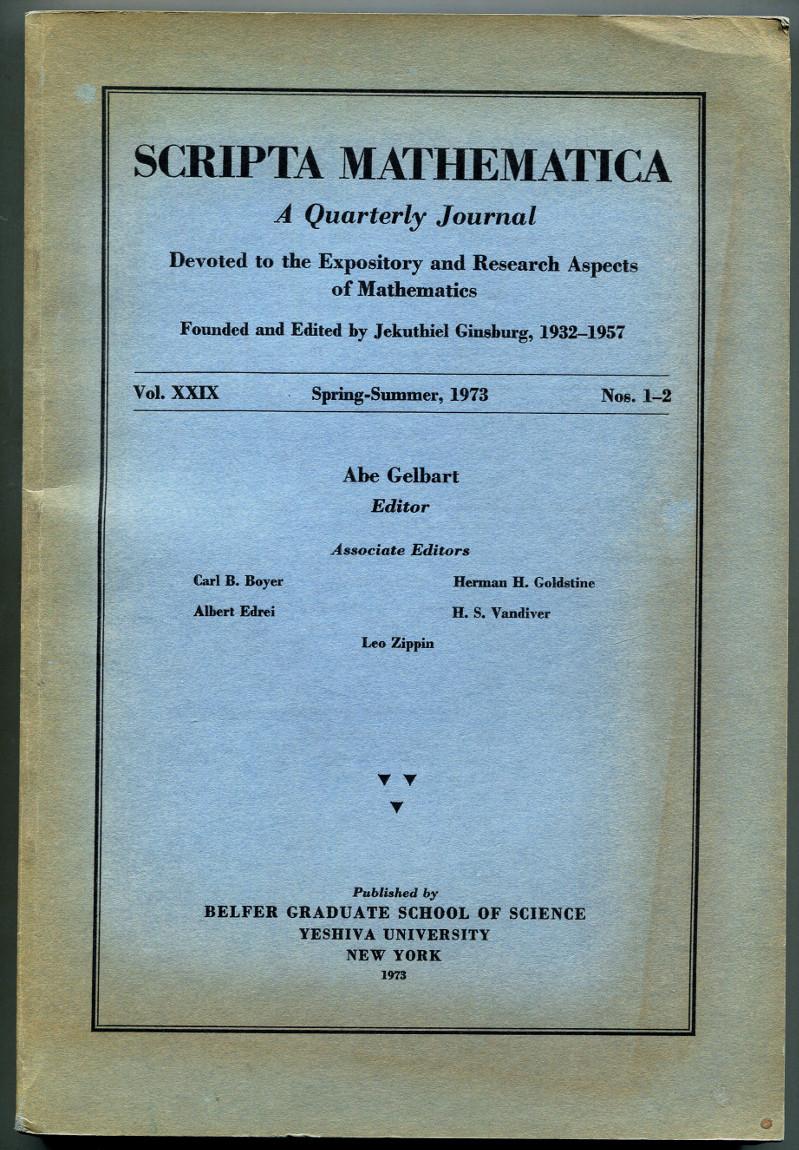 SCRIPTA MATHEMATICA
A Quarterly Journal
Devoted to the Expository and Research Aspects
of Mathematics
Founded and Edited by Jekuthiel Ginsburg, 1932–1957
Vol. XXIX Spring-Summer, 1973 Nos. 1–2
Abe Gelbart
Editor
Associate Editors
Carl B. Boyer Herman H. Goldstine
Albert Edrei H. S. Vandiver
Leo Zippin
Published by
BELFER GRADUATE SCHOOL OF SCIENCE
YESHIVA UNIVERSITY
NEW YORK
1973